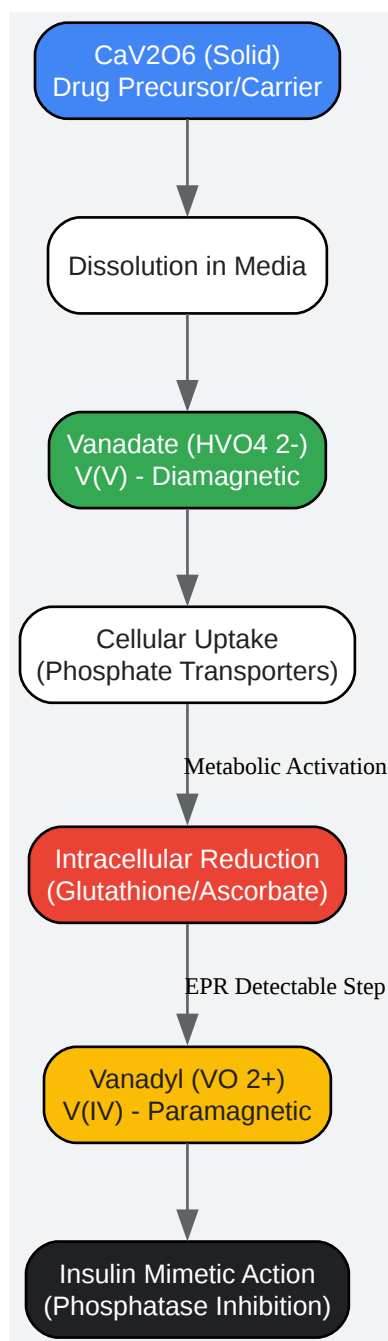 CaV2O6 (Solid)
Drug Precursor/Carrier
Dissolution in Media
Vanadate (HVO4 2-)
V(V) - Diamagnetic
Cellular Uptake
(Phosphate Transporters)
Metabolic Activation
Intracellular Reduction
(Glutathione/Ascorbate)
EPR Detectable Step
Vanadyl (VO 2+)
V(IV) - Paramagnetic
Insulin Mimetic Action
(Phosphatase Inhibition)